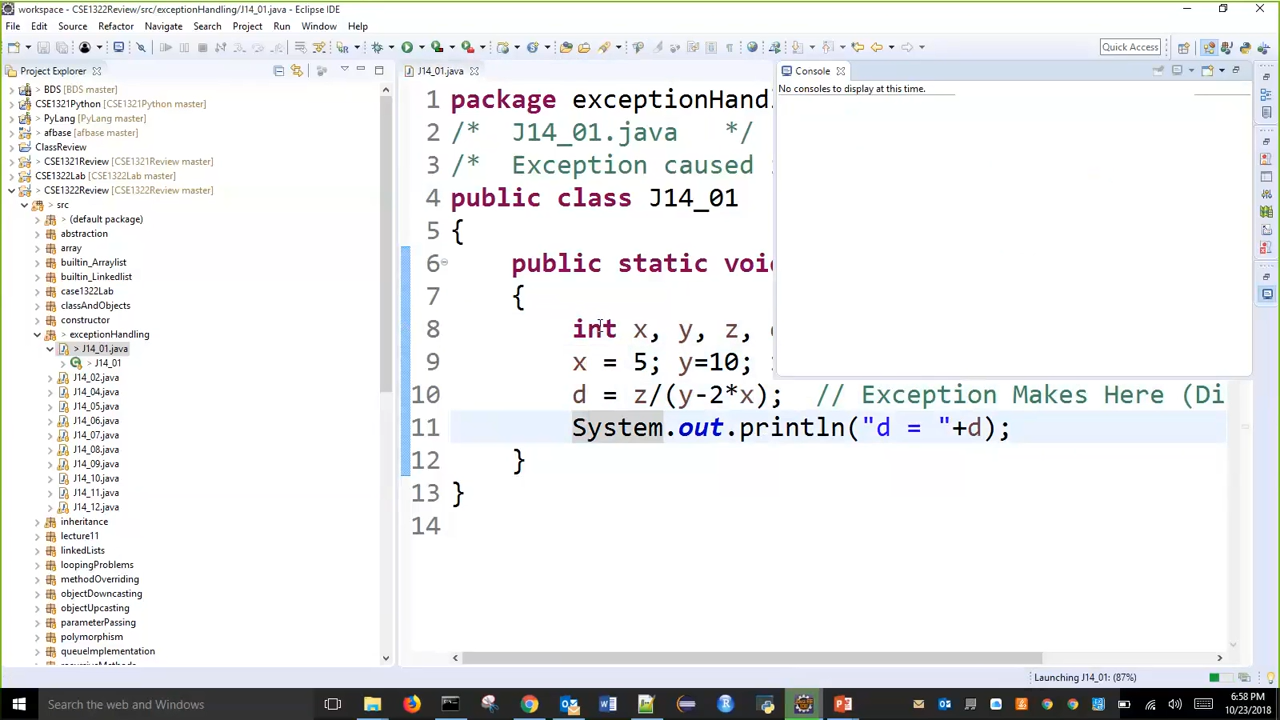 workspace - CSE1322Review/src/exceptionHandling/J14_01.java - Eclipse IDE
File Edit Source Refactor Navigate Search Project Run Window Help
Quick Access
Project Explorer
J14_01.java
Console
No consoles to display at this time.
> BDS [BDS master]
CSE1321Python [CSE1321Python master]
> PyLang [PyLang master]
> afbase [afbase master]
ClassReview
> CSE1321Review [CSE1321Review master]
CSE1322Lab [CSE1322Lab master]
> CSE1322Review [CSE1322Review master]
> src
> (default package)
abstraction
array
builtin_Arraylist
builtin_Linkedlist
case1322Lab
classAndObjects
constructor
> exceptionHandling
> J14_01.java
> J14_01
J14_02.java
J14_04.java
J14_05.java
J14_06.java
J14_07.java
J14_08.java
J14_09.java
J14_10.java
J14_11.java
J14_12.java
inheritance
lecture11
linkedLists
loopingProblems
methodOverriding
objectDowncasting
objectUpcasting
parameterPassing
polymorphism
queueImplementation
1 package exceptionHand
2 /* J14_01.java */
3 /* Exception caused
4 public class J14_01
5 {
6 public static voi
7 {
8 int x, y, z,
9 x = 5; y=10;
10 d = z/(y-2*x); // Exception Makes Here (Di
11 System.out.println("d = "+d);
12 }
13 }
14
Launching J14_01: (87%)
Search the web and Windows
6:58 PM
10/23/2018